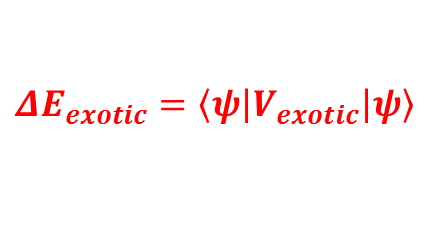 ΔE_exotic = ⟨ψ|V_exotic|ψ⟩